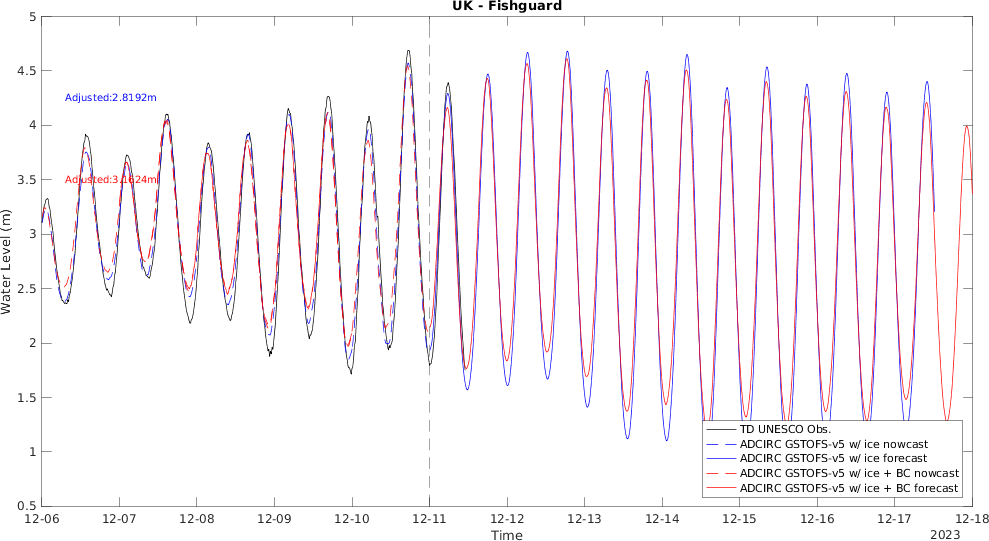 UK - Fishguard
Water Level (m)
5
4.5
4
3.5
3
2.5
2
1.5
1
0.5
Adjusted:2.8192m
Adjusted:3.1624m
TD UNESCO Obs.
ADCIRC GSTOFS-v5 w/ ice nowcast
ADCIRC GSTOFS-v5 w/ ice forecast
ADCIRC GSTOFS-v5 w/ ice + BC nowcast
ADCIRC GSTOFS-v5 w/ ice + BC forecast
12-06 12-07 12-08 12-09 12-10 12-11 12-12 12-13 12-14 12-15 12-16 12-17 12-18
Time
2023